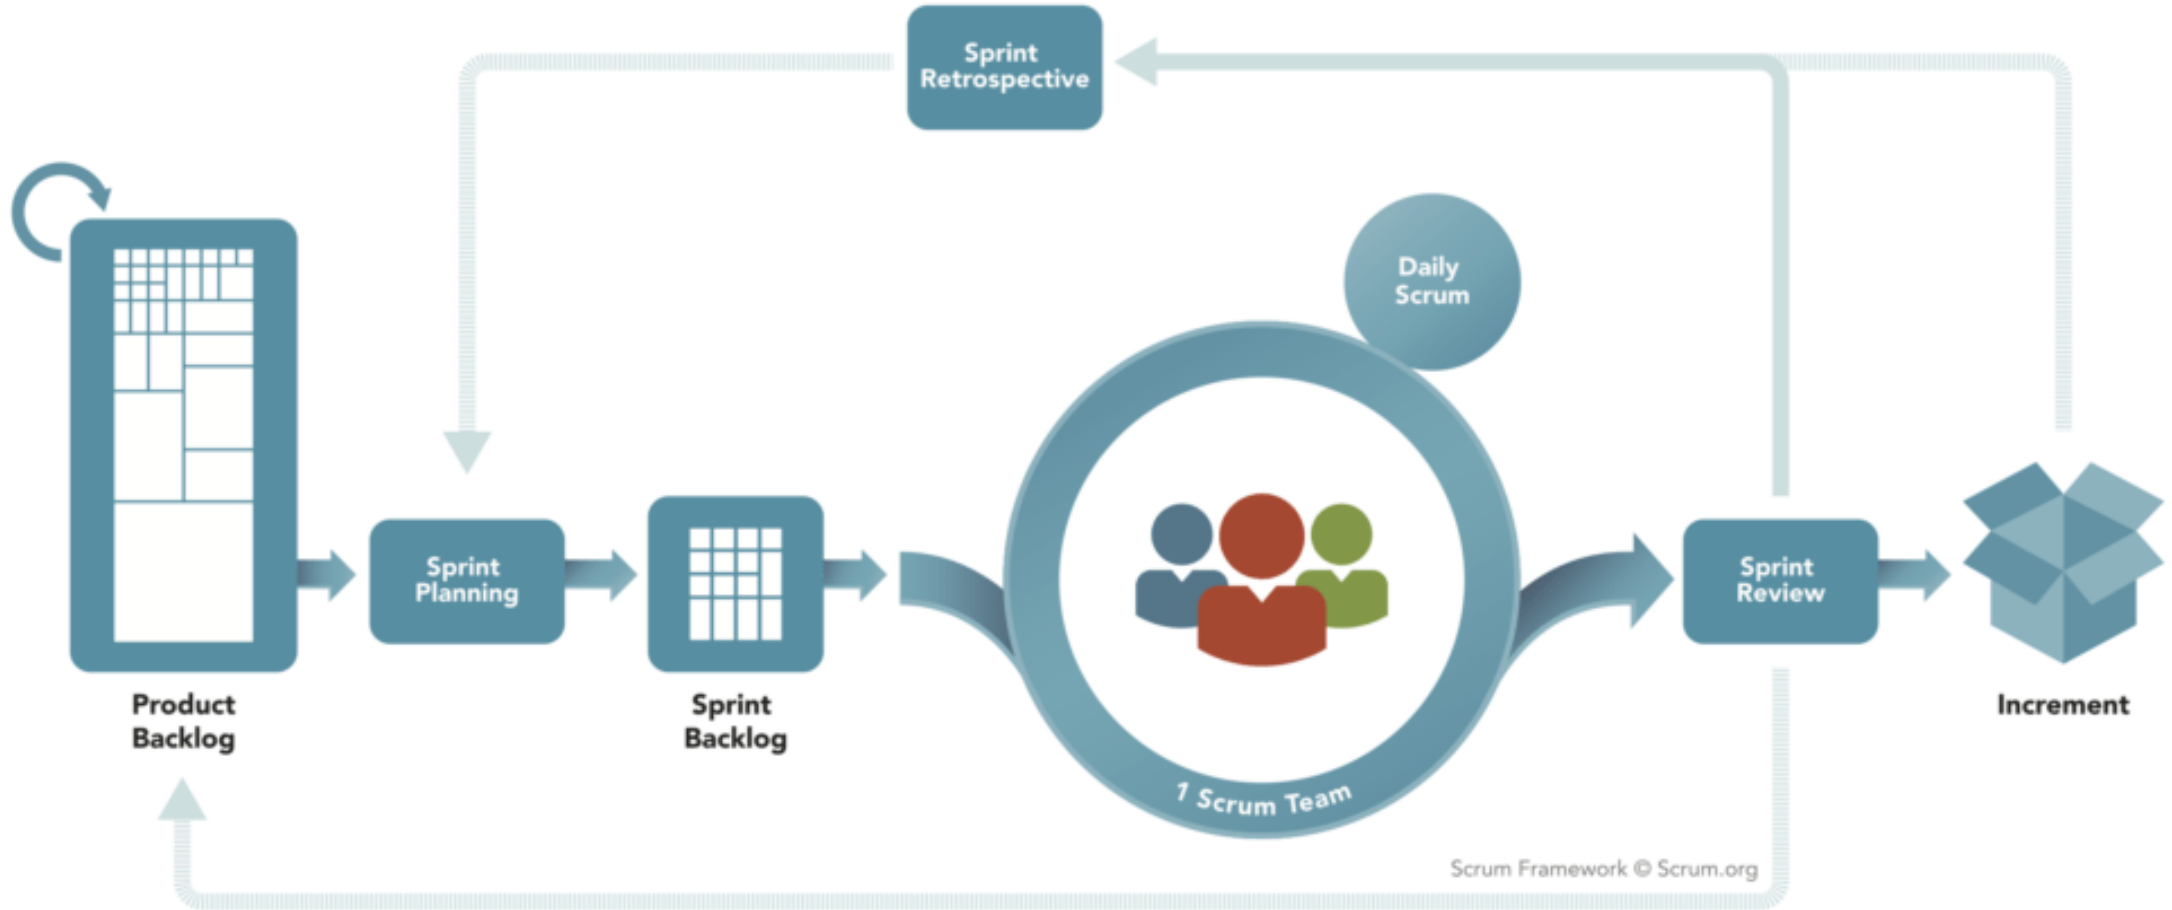 Sprint
Retrospective
Daily
Scrum
Sprint
Planning
Sprint
Review
Product
Backlog
Sprint
Backlog
Increment
1 Scrum Team
Scrum Framework © Scrum.org